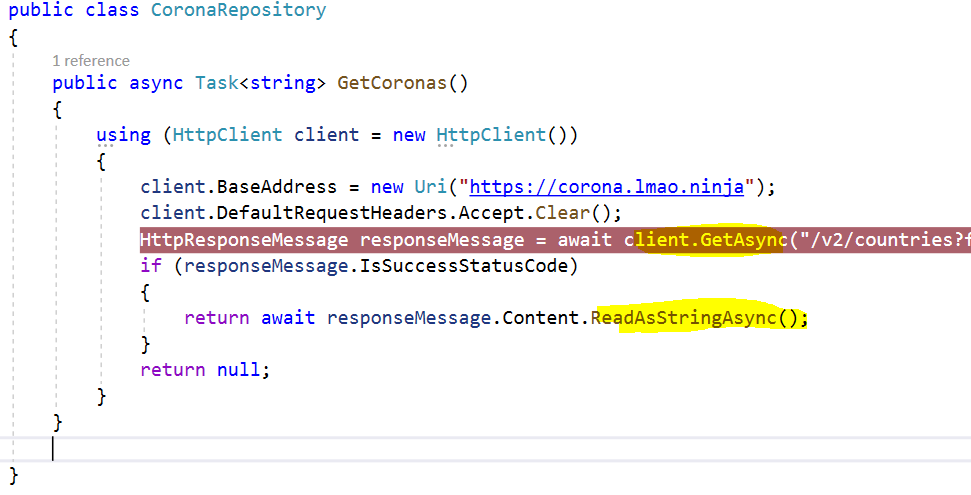 public class CoronaRepository
{
1 reference
public async Task<string> GetCoronas()
{
using (HttpClient client = new HttpClient())
{
client.BaseAddress = new Uri("https://corona.lmao.ninja");
client.DefaultRequestHeaders.Accept.Clear();
HttpResponseMessage responseMessage = await client.GetAsync("/v2/countries?f
if (responseMessage.IsSuccessStatusCode)
{
return await responseMessage.Content.ReadAsStringAsync();
}
return null;
}
}
}